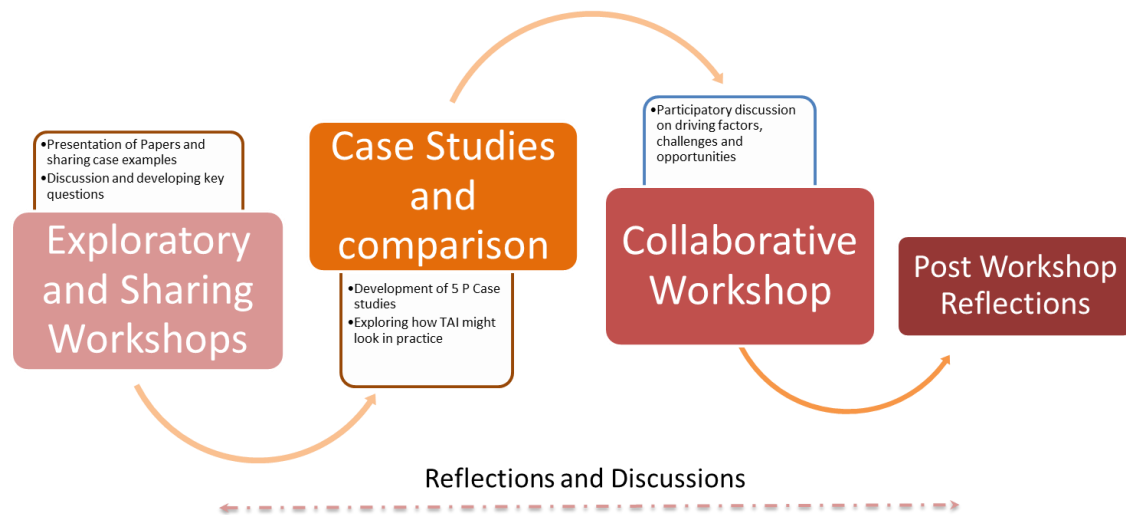 •Presentation of Papers and
sharing case examples
•Discussion and developing key
questions
Exploratory
and Sharing
Workshops
Case Studies
and
comparison
•Development of 5 P Case
studies
•Exploring how TAI might
look in practice
•Participatory discussion
on driving factors,
challenges and
opportunities
Collaborative
Workshop
Post Workshop
Reflections
Reflections and Discussions